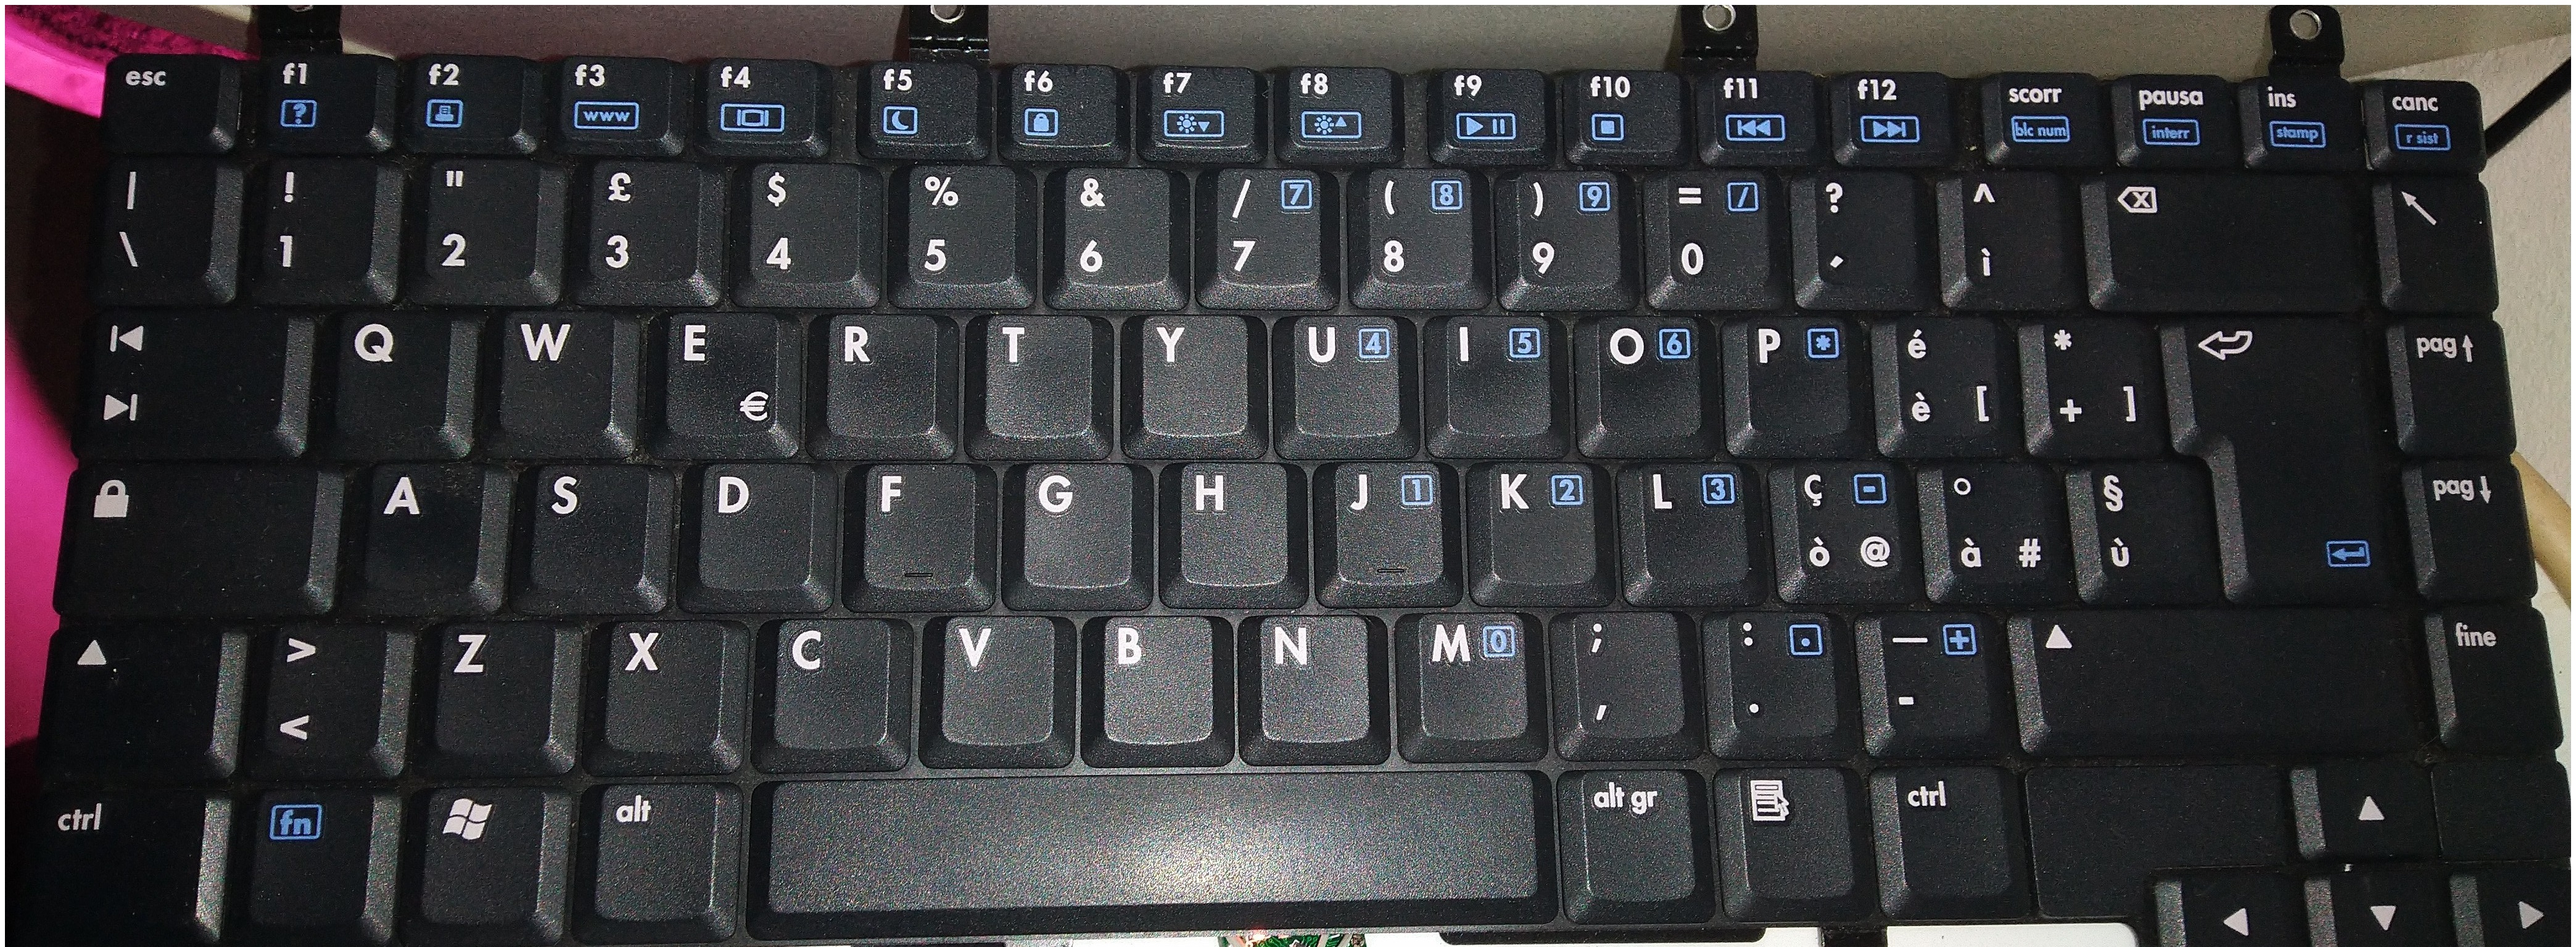 esc f1 f2 f3 f4 f5 f6 f7 f8 f9 f10 f11 f12 scorr pausa ins canc
? www blc num interr stamp r sist
| ! " £ $ % & / 7 ( 8 ) 9 = / ? ^
\ 1 2 3 4 5 6 7 8 9 0 ' ì
Q W E R T Y U 4 I 5 O 6 P * é * pag↑
€ è [ + ]
A S D F G H J 1 K 2 L 3 ç - ° § pag↓
ò @ à # ù
> Z X C V B N M 0 ; : . _ + fine
< , . -
ctrl fn alt alt gr ctrl